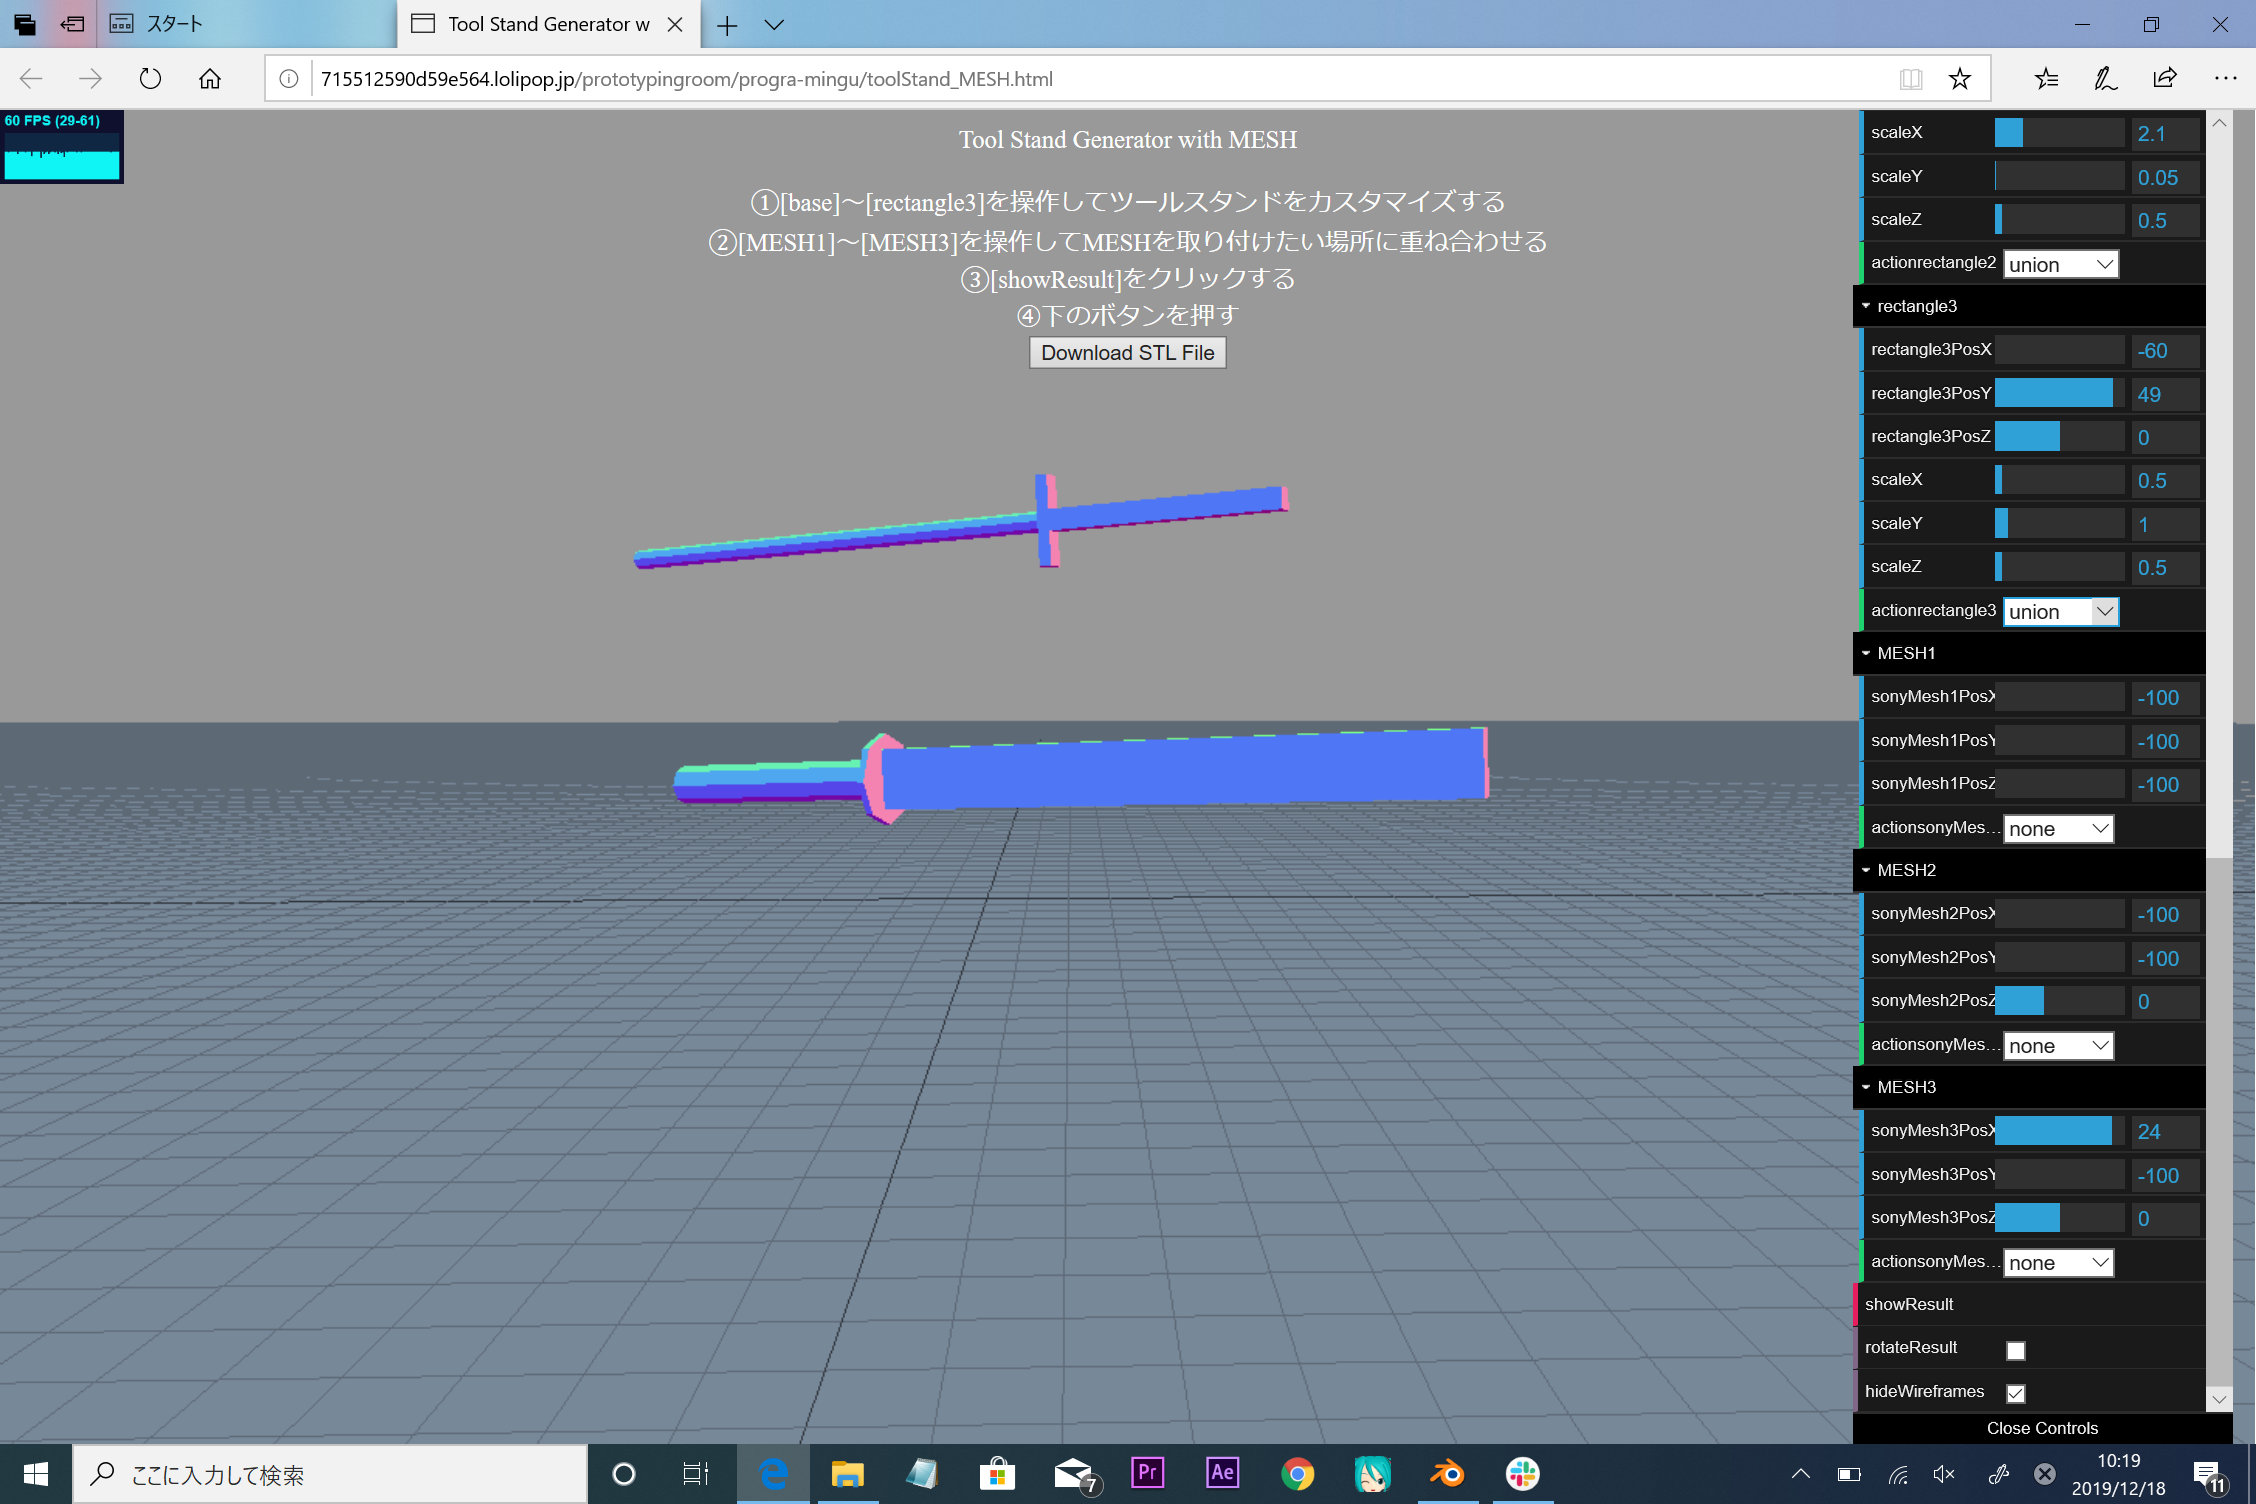 スタート
Tool Stand Generator w
715512590d59e564.lolipop.jp/prototypingroom/progra-mingu/toolStand_MESH.html
60 FPS (29-61)
Tool Stand Generator with MESH
①[base]～[rectangle3]を操作してツールスタンドをカスタマイズする
②[MESH1]～[MESH3]を操作してMESHを取り付けたい場所に重ね合わせる
③[showResult]をクリックする
④下のボタンを押す
Download STL File
scaleX 2.1
scaleY 0.05
scaleZ 0.5
actionrectangle2 union
rectangle3
rectangle3PosX -60
rectangle3PosY 49
rectangle3PosZ 0
scaleX 0.5
scaleY 1
scaleZ 0.5
actionrectangle3 union
MESH1
sonyMesh1PosX -100
sonyMesh1PosY -100
sonyMesh1PosZ -100
actionsonyMes... none
MESH2
sonyMesh2PosX -100
sonyMesh2PosY -100
sonyMesh2PosZ 0
actionsonyMes... none
MESH3
sonyMesh3PosX 24
sonyMesh3PosY -100
sonyMesh3PosZ 0
actionsonyMes... none
showResult
rotateResult
hideWireframes
Close Controls
ここに入力して検索
7
Pr
Ae
10:19
2019/12/18
11